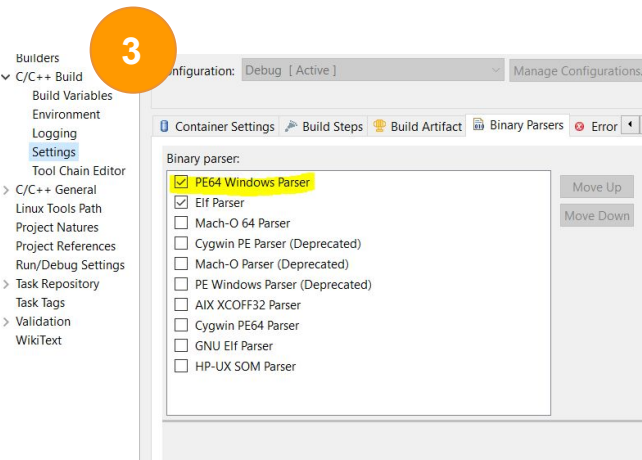 3
Builders
C/C++ Build
Build Variables
Environment
Logging
Settings
Tool Chain Editor
C/C++ General
Linux Tools Path
Project Natures
Project References
Run/Debug Settings
Task Repository
Task Tags
Validation
WikiText
nfiguration: Debug [ Active ] Manage Configurations.
Container Settings Build Steps Build Artifact Binary Parsers Error
Binary parser:
PE64 Windows Parser
Elf Parser
Mach-O 64 Parser
Cygwin PE Parser (Deprecated)
Mach-O Parser (Deprecated)
PE Windows Parser (Deprecated)
AIX XCOFF32 Parser
Cygwin PE64 Parser
GNU Elf Parser
HP-UX SOM Parser
Move Up
Move Down